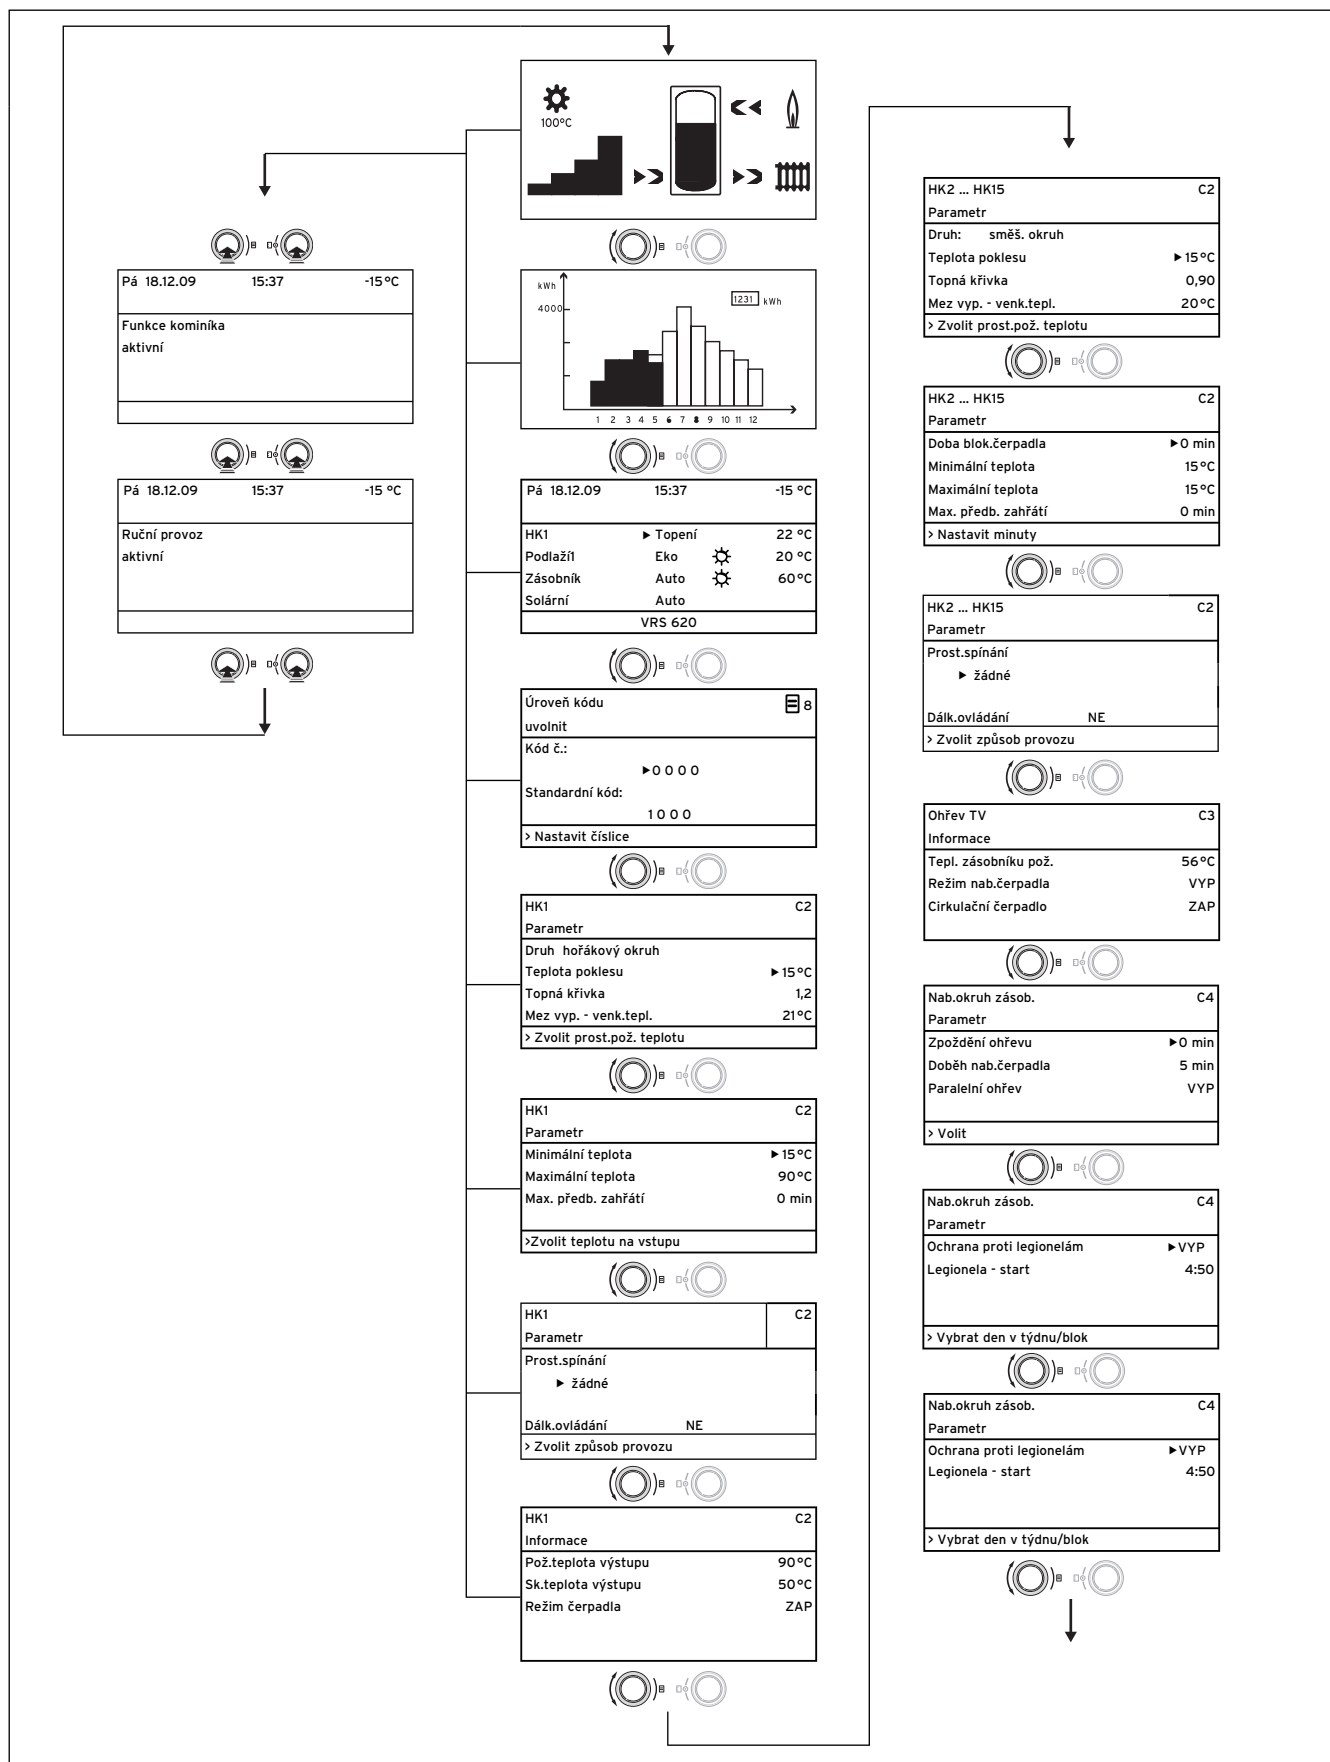 100°C
kWh
4000
1231 kWh
1 2 3 4 5 6 7 8 9 10 11 12
Pá 18.12.09 15:37 -15 °C
Funkce kominíka
aktivní
Pá 18.12.09 15:37 -15 °C
Ruční provoz
aktivní
Pá 18.12.09 15:37 -15 °C
HK1 ▶ Topení 22 °C
Podlaží1 Eko 20 °C
Zásobník Auto 60°C
Solární Auto
VRS 620
Úroveň kódu 8
uvolnit
Kód č.:
▶0 0 0 0
Standardní kód:
1 0 0 0
> Nastavit číslice
HK1 C2
Parametr
Druh hořákový okruh
Teplota poklesu ▶ 15°C
Topná křivka 1,2
Mez vyp. - venk.tepl. 21°C
> Zvolit prost.pož. teplotu
HK1 C2
Parametr
Minimální teplota ▶ 15°C
Maximální teplota 90°C
Max. předb. zahřátí 0 min
>Zvolit teplotu na vstupu
HK1 C2
Parametr
Prost.spínání
▶ žádné
Dálk.ovládání NE
> Zvolit způsob provozu
HK1 C2
Informace
Pož.teplota výstupu 90°C
Sk.teplota výstupu 50°C
Režim čerpadla ZAP
HK2 ... HK15 C2
Parametr
Druh: směš. okruh
Teplota poklesu ▶ 15°C
Topná křivka 0,90
Mez vyp. - venk.tepl. 20°C
> Zvolit prost.pož. teplotu
HK2 ... HK15 C2
Parametr
Doba blok.čerpadla ▶0 min
Minimální teplota 15°C
Maximální teplota 15°C
Max. předb. zahřátí 0 min
> Nastavit minuty
HK2 ... HK15 C2
Parametr
Prost.spínání
▶ žádné
Dálk.ovládání NE
> Zvolit způsob provozu
Ohřev TV C3
Informace
Tepl. zásobníku pož. 56°C
Režim nab.čerpadla VYP
Cirkulační čerpadlo ZAP
Nab.okruh zásob. C4
Parametr
Zpoždění ohřevu ▶0 min
Doběh nab.čerpadla 5 min
Paralelní ohřev VYP
> Volit
Nab.okruh zásob. C4
Parametr
Ochrana proti legionelám ▶VYP
Legionela - start 4:50
> Vybrat den v týdnu/blok
Nab.okruh zásob. C4
Parametr
Ochrana proti legionelám ▶VYP
Legionela - start 4:50
> Vybrat den v týdnu/blok